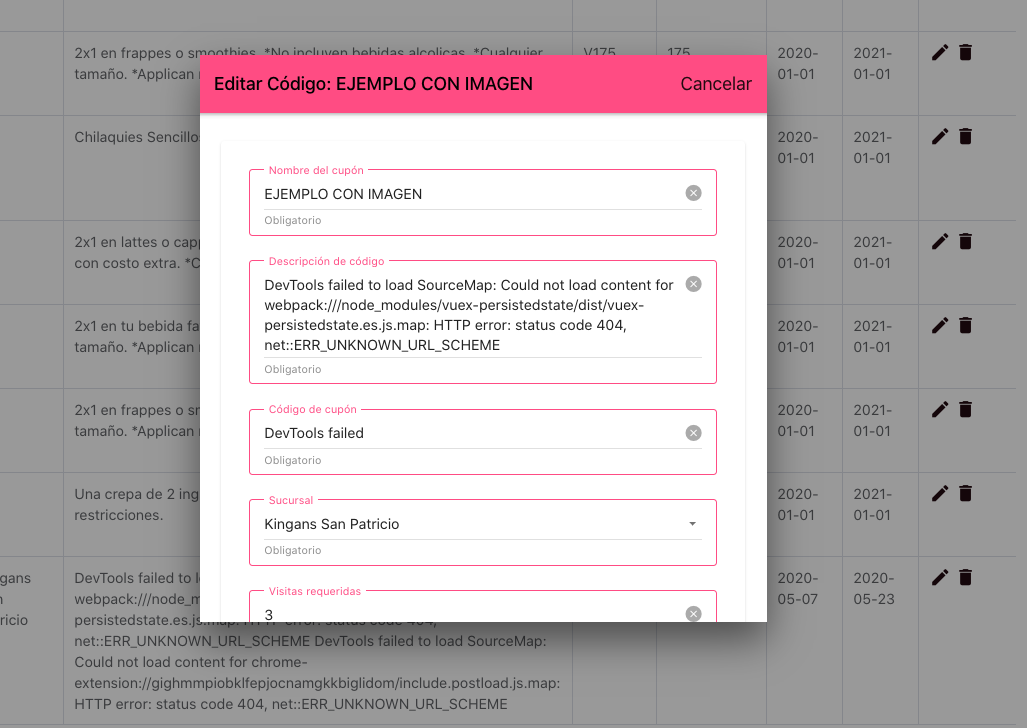 2x1 en frappes o smoothies. *No incluyen bebidas alcolicas. *Cualquier
tamaño. *Applican
V175
175
2020-
01-01
2021-
01-01
Editar Código: EJEMPLO CON IMAGEN
Cancelar
Chilaquies Sencillo
2020-
01-01
2021-
01-01
Nombre del cupón
EJEMPLO CON IMAGEN
Obligatorio
2x1 en lattes o
con costo extra.
2020-
01-01
2021-
01-01
Descripción de código
DevTools failed to load SourceMap: Could not load content for
webpack:///node_modules/vuex-persistedstate/dist/vuex-
persistedstate.es.js.map: HTTP error: status code 404,
net::ERR_UNKNOWN_URL_SCHEME
Obligatorio
2x1 en tu bebida
tamaño. *Applican
2020-
01-01
2021-
01-01
Código de cupón
DevTools failed
Obligatorio
2x1 en frappes o
tamaño. *Applican
2020-
01-01
2021-
01-01
Una crepa de 2
restricciones.
2020-
01-01
2021-
01-01
Sucursal
Kingans San Patricio
Obligatorio
Visitas requeridas
3
gans
n
ricio
DevTools failed to
webpack:///node_m
persistedstate.es.js.map: HTTP error: status code 404,
net::ERR_UNKNOWN_URL_SCHEME DevTools failed to load SourceMap:
Could not load content for chrome-
extension://gighmmpiobklfepjocnamgkkbiglidom/include.postload.js.map:
HTTP error: status code 404, net::ERR_UNKNOWN_URL_SCHEME
2020-
05-07
2020-
05-23